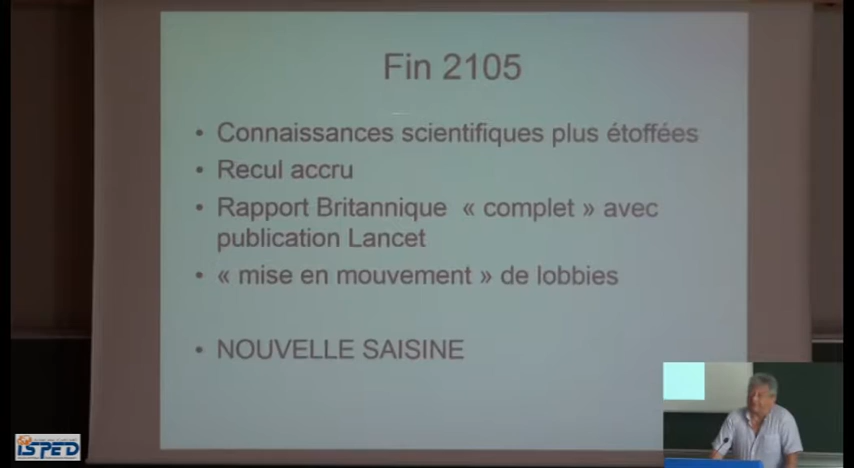 Fin 2105
• Connaissances scientifiques plus étoffées
• Recul accru
• Rapport Britannique « complet » avec
publication Lancet
• « mise en mouvement » de lobbies
• NOUVELLE SAISINE
ISPED